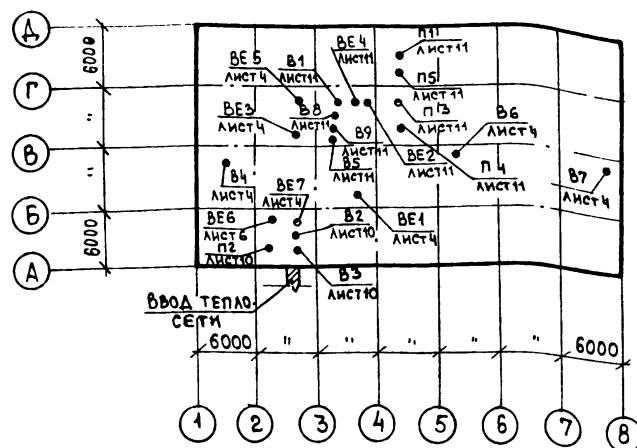 Д
Г
В
Б
А
6000
"
"
6000
П1
ЛИСТ11
П5
ЛИСТ11
П3
ЛИСТ11
П4
ЛИСТ11
ВЕ5
ЛИСТ4
В1
ЛИСТ11
ВЕ4
ЛИСТ11
ВЕ3
ЛИСТ4
В8
ЛИСТ11
В9
ЛИСТ11
В5
ЛИСТ11
ВЕ2
ЛИСТ11
В6
ЛИСТ4
В7
ЛИСТ4
В4
ЛИСТ4
ВЕ7
ЛИСТ4
ВЕ6
ЛИСТ6
В2
ЛИСТ10
ВЕ1
ЛИСТ4
П2
ЛИСТ10
В3
ЛИСТ10
ВВОД ТЕПЛО-
СЕТИ
6000 " " " " " 6000
1 2 3 4 5 6 7 8